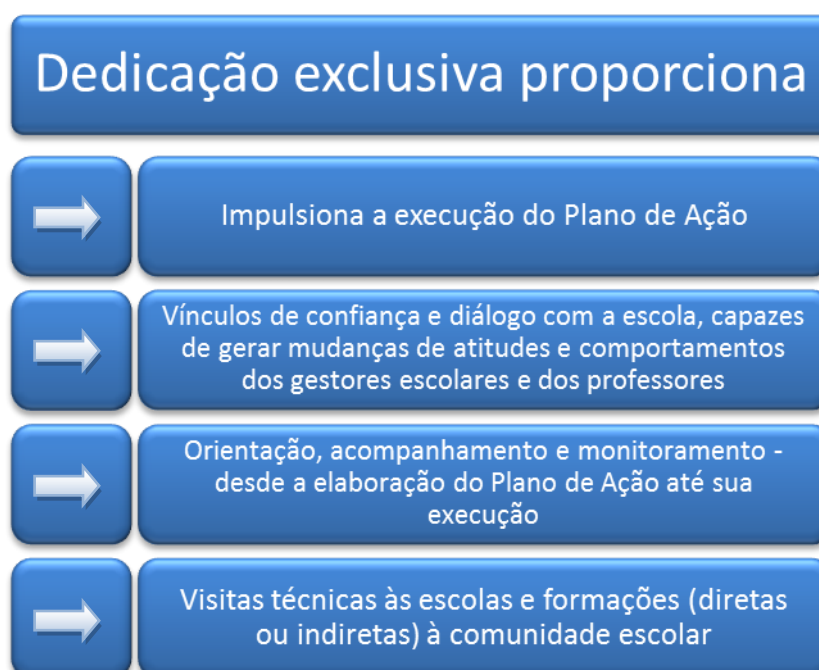 Dedicação exclusiva proporciona
Impulsiona a execução do Plano de Ação
Vínculos de confiança e diálogo com a escola, capazes
de gerar mudanças de atitudes e comportamentos
dos gestores escolares e dos professores
Orientação, acompanhamento e monitoramento -
desde a elaboração do Plano de Ação até sua
execução
Visitas técnicas às escolas e formações (diretas
ou indiretas) à comunidade escolar